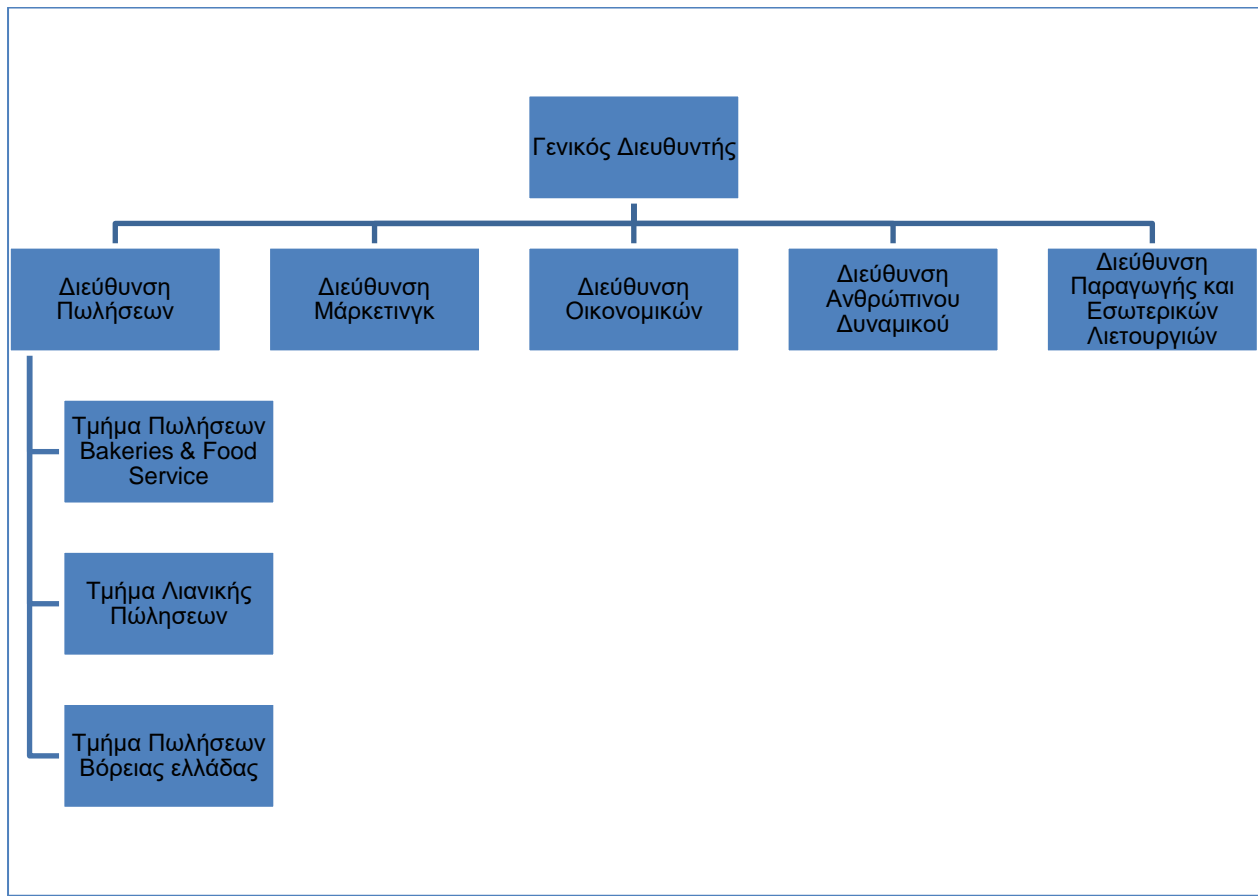 Γενικός Διευθυντής
Διεύθυνση
Πωλήσεων
Διεύθυνση
Μάρκετινγκ
Διεύθυνση
Οικονομικών
Διεύθυνση
Ανθρώπινου
Δυναμικού
Διεύθυνση
Παραγωγής και
Εσωτερικών
Λιετουργιών
Τμήμα Πωλήσεων
Bakeries & Food
Service
Τμήμα Λιανικής
Πώλησεων
Τμήμα Πωλήσεων
Βόρειας ελλάδας